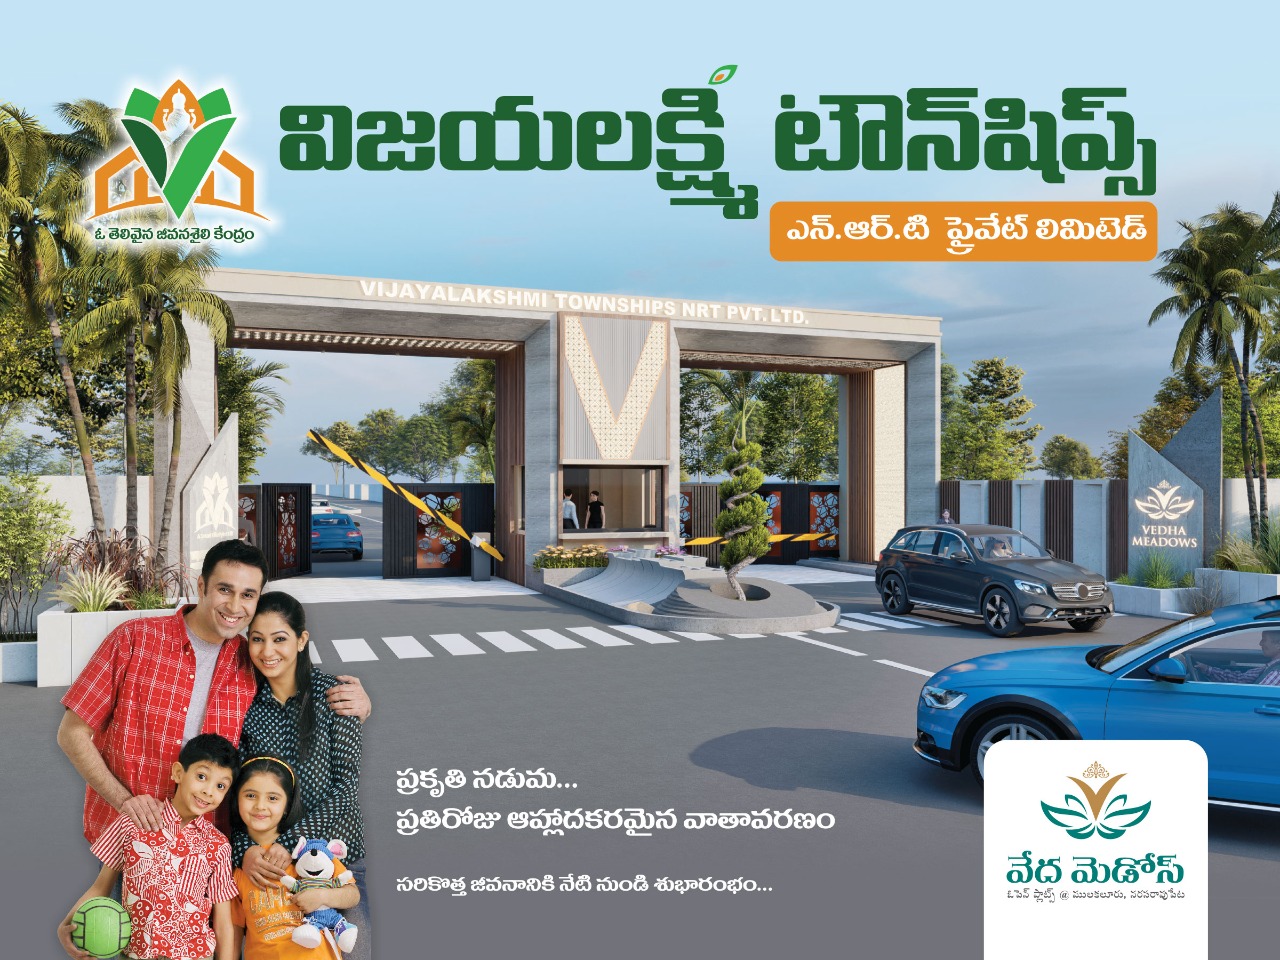 విజయలక్ష్మి టౌన్‌షిప్స్
ఎన్.ఆర్.టి ప్రైవేట్ లిమిటెడ్
ఓ తెలివైన జీవనశైలి కేంద్రం
VIJAYALAKSHMI TOWNSHIPS NRT PVT. LTD.
VEDHA
MEADOWS
ప్రకృతి నడుమ...
ప్రతిరోజు ఆహ్లాదకరమైన వాతావరణం
సరికొత్త జీవనానికి నేటి నుండి శుభారంభం...
వేద మెడోస్
ఓపెన్ ప్లాట్స్ @ ములకలూరు, నరసరావుపేట